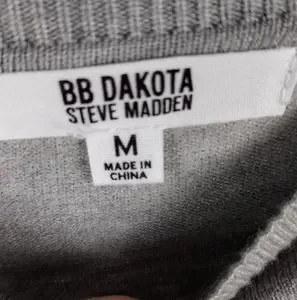 BB DAKOTA
STEVE MADDEN
M
MADE IN
CHINA